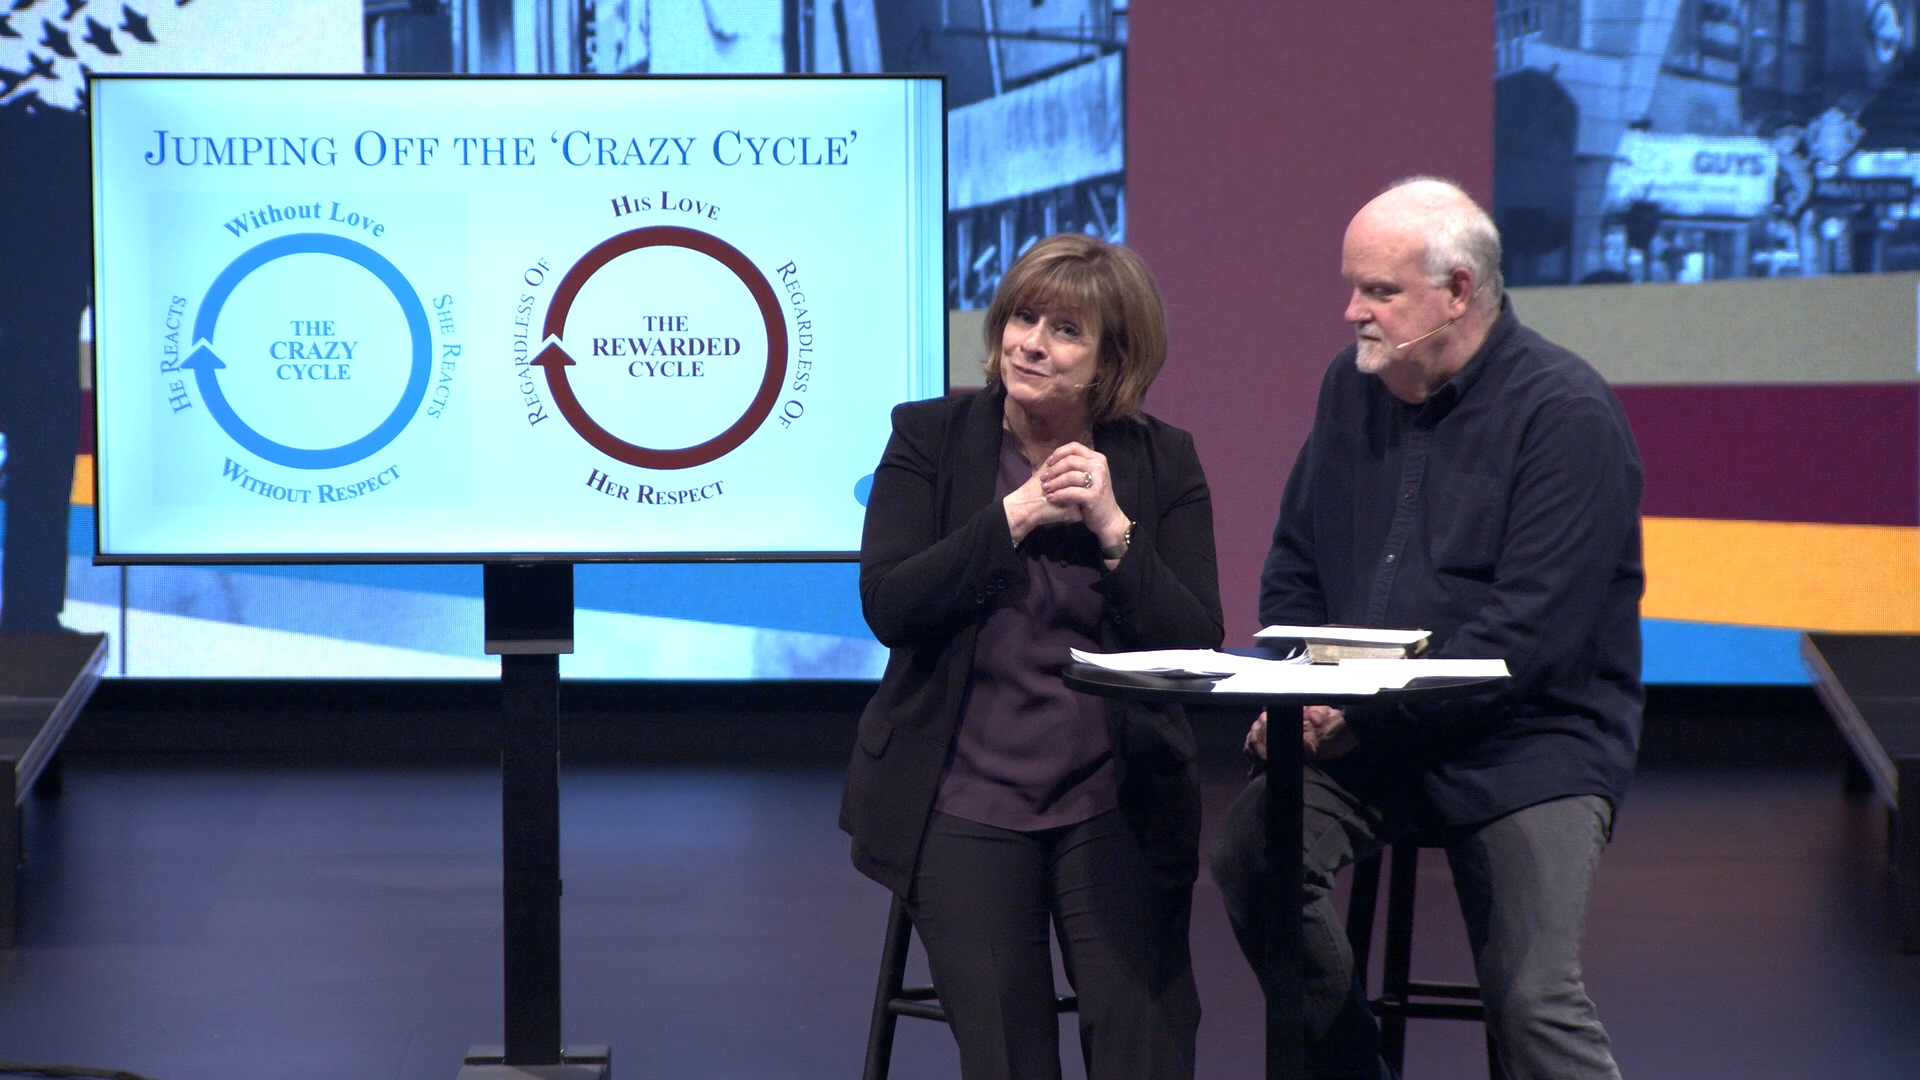 JUMPING OFF THE ‘CRAZY CYCLE’
Without Love
SHE REACTS
WITHOUT RESPECT
HE REACTS
THE
CRAZY
CYCLE
HIS LOVE
REGARDLESS OF
HER RESPECT
REGARDLESS OF
THE
REWARDED
CYCLE
GUYS